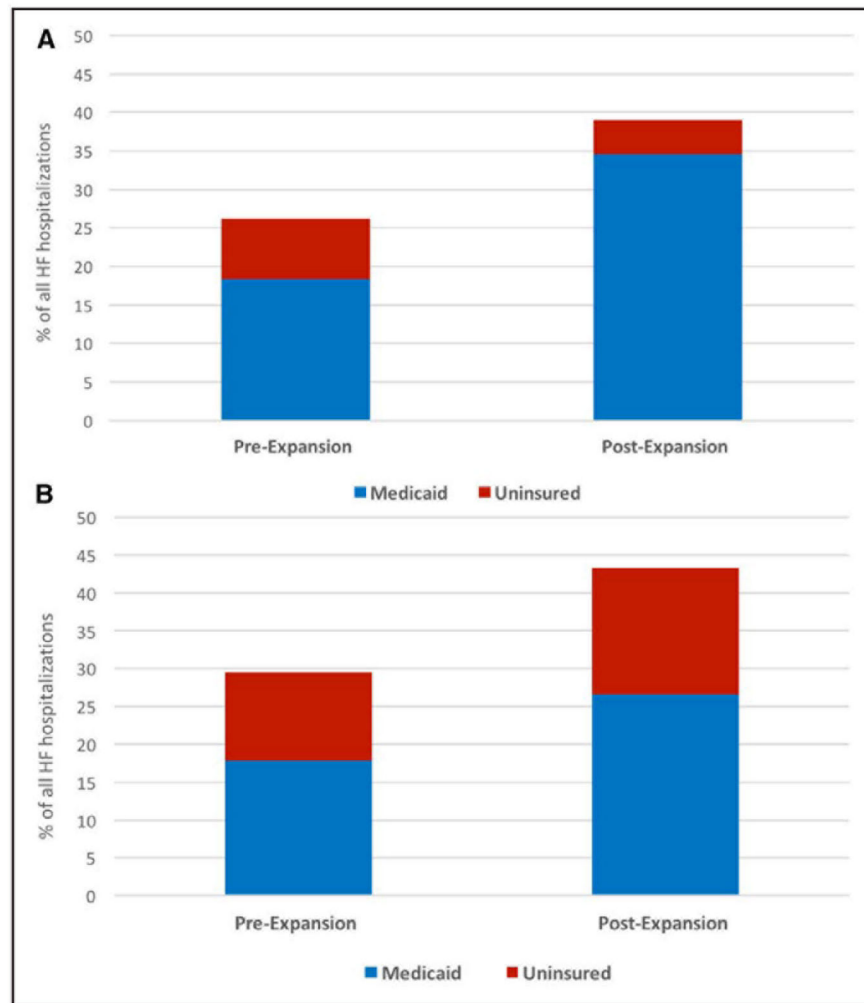 A
50
45
40
35
30
25
20
15
10
5
0
% of all HF hospitalizations
Pre-Expansion Post-Expansion
Medicaid Uninsured
B
50
45
40
35
30
25
20
15
10
5
0
% of all HF hospitalizations
Pre-Expansion Post-Expansion
Medicaid Uninsured